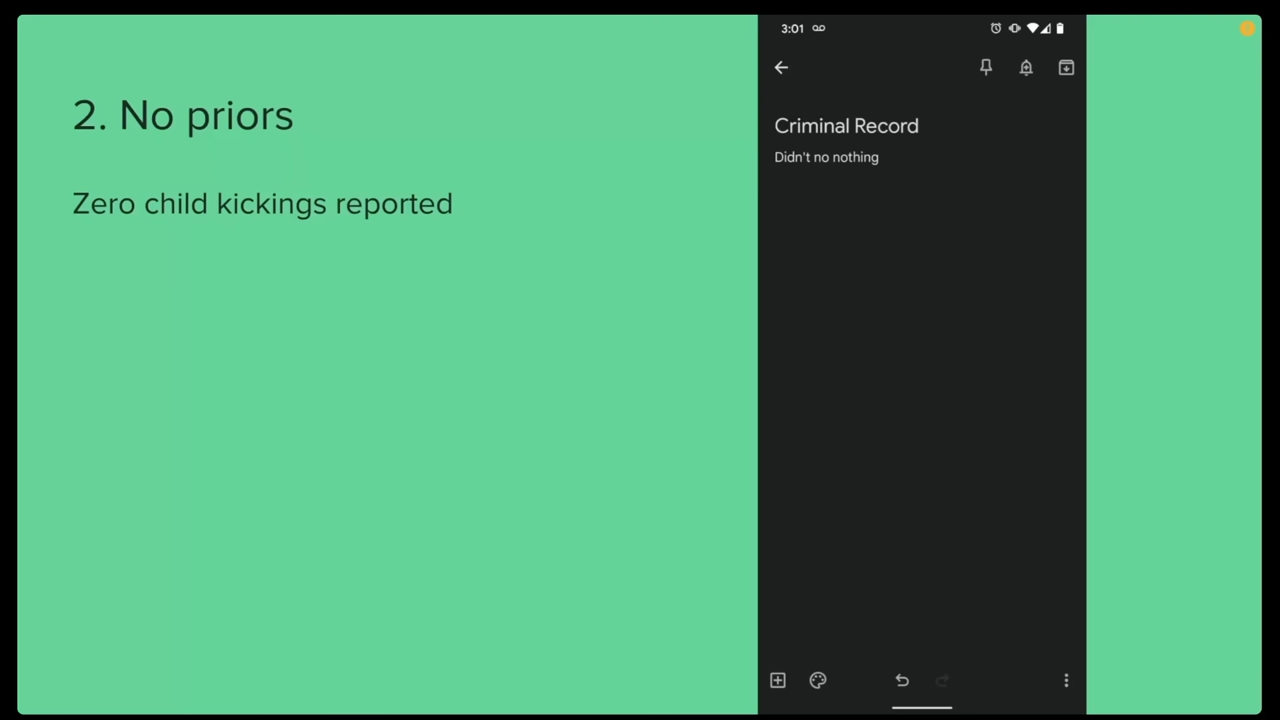 2. No priors
Zero child kickings reported
3:01
Criminal Record
Didn't no nothing